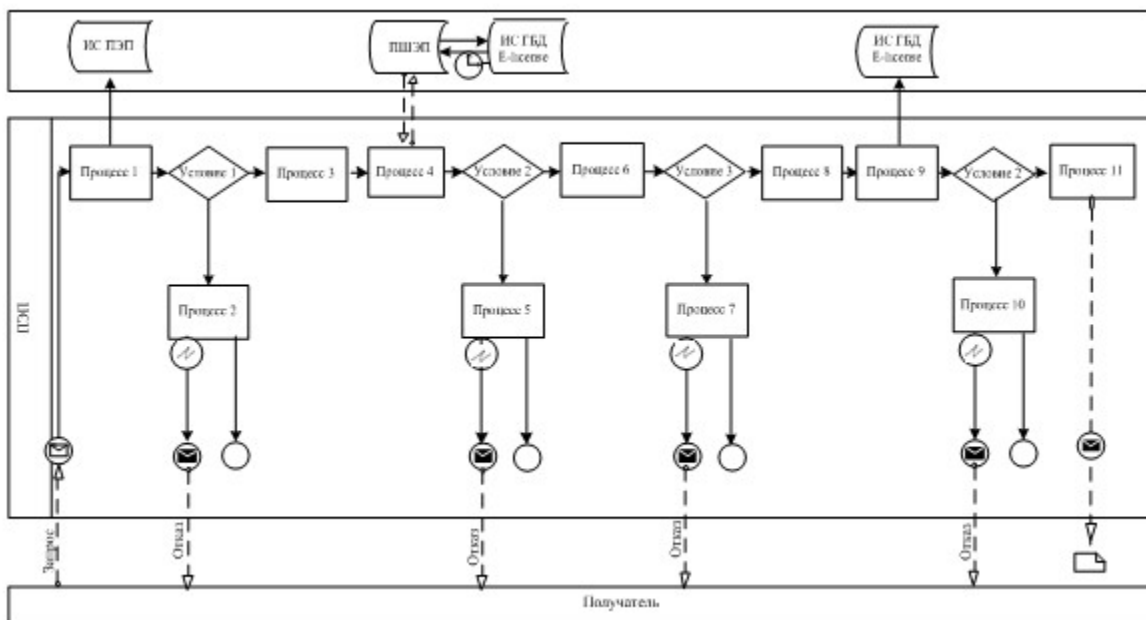 ИС ПЭП
ПШЭП
ИС ГБД
E-license
ИС ГБД
E-license
Процесс 1
Условие 1
Процесс 3
Процесс 4
Условие 2
Процесс 6
Условие 3
Процесс 8
Процесс 9
Условие 2
Процесс 11
Процесс 2
Процесс 5
Процесс 7
Процесс 10
Запрос
Отказ
Отказ
Отказ
Отказ
Получатель